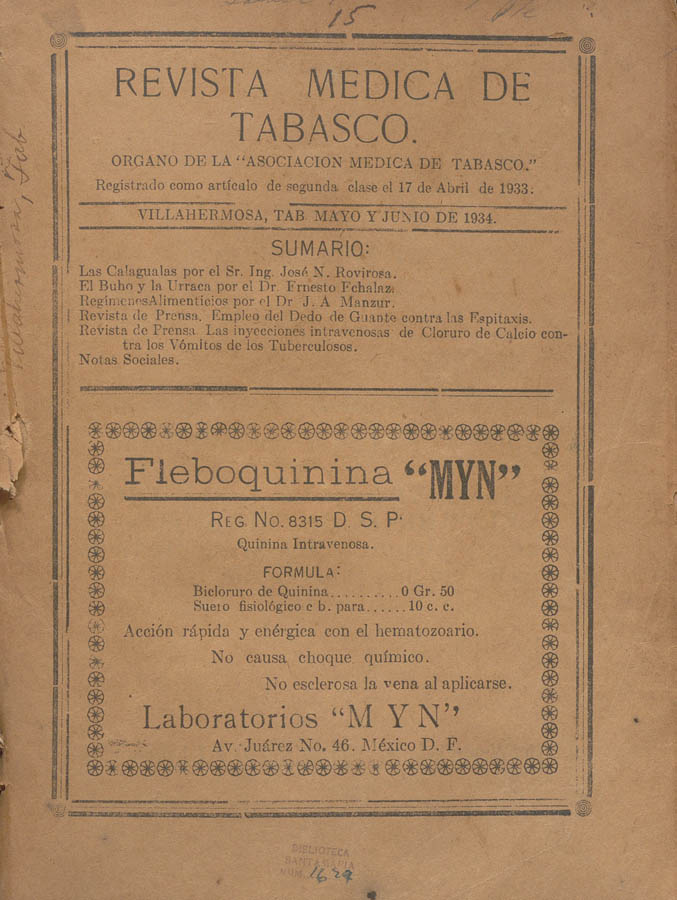 15
REVISTA MEDICA DE
TABASCO.
ORGANO DE LA "ASOCIACION MEDICA DE TABASCO."
Registrado como artículo de segunda clase el 17 de Abril de 1933.
VILLAHERMOSA, TAB MAYO Y JUNIO DE 1934.
SUMARIO:
Las Calagualas por el Sr. Ing. José N. Rovirosa.
El Buho y la Urraca por el Dr. Ernesto Echalaz.
RegímenesAlimenticios por el Dr. J. A Manzur.
Revista de Prensa, Empleo del Dedo de Guante contra las Espitaxis.
Revista de Prensa Las inyecciones intravenosas de Cloruro de Calcio con-
tra los Vómitos de los Tuberculosos.
Notas Sociales.
Fleboquinina "MYN"
REG. NO. 8315 D. S. P.
Quinina Intravenosa.
FORMULA:
Bicloruro de Quinina..........0 Gr. 50
Suero fisiológico c b. para......10 c. c.
Acción rápida y enérgica con el hematozoario.
No causa choque químico.
No esclerosa la vena al aplicarse.
Laboratorios "M Y N"
Av. Juárez No. 46. México D. F.
BIBLIOTECA
SANTAMARIA
NUM. 1629
Villahermosa, Tab